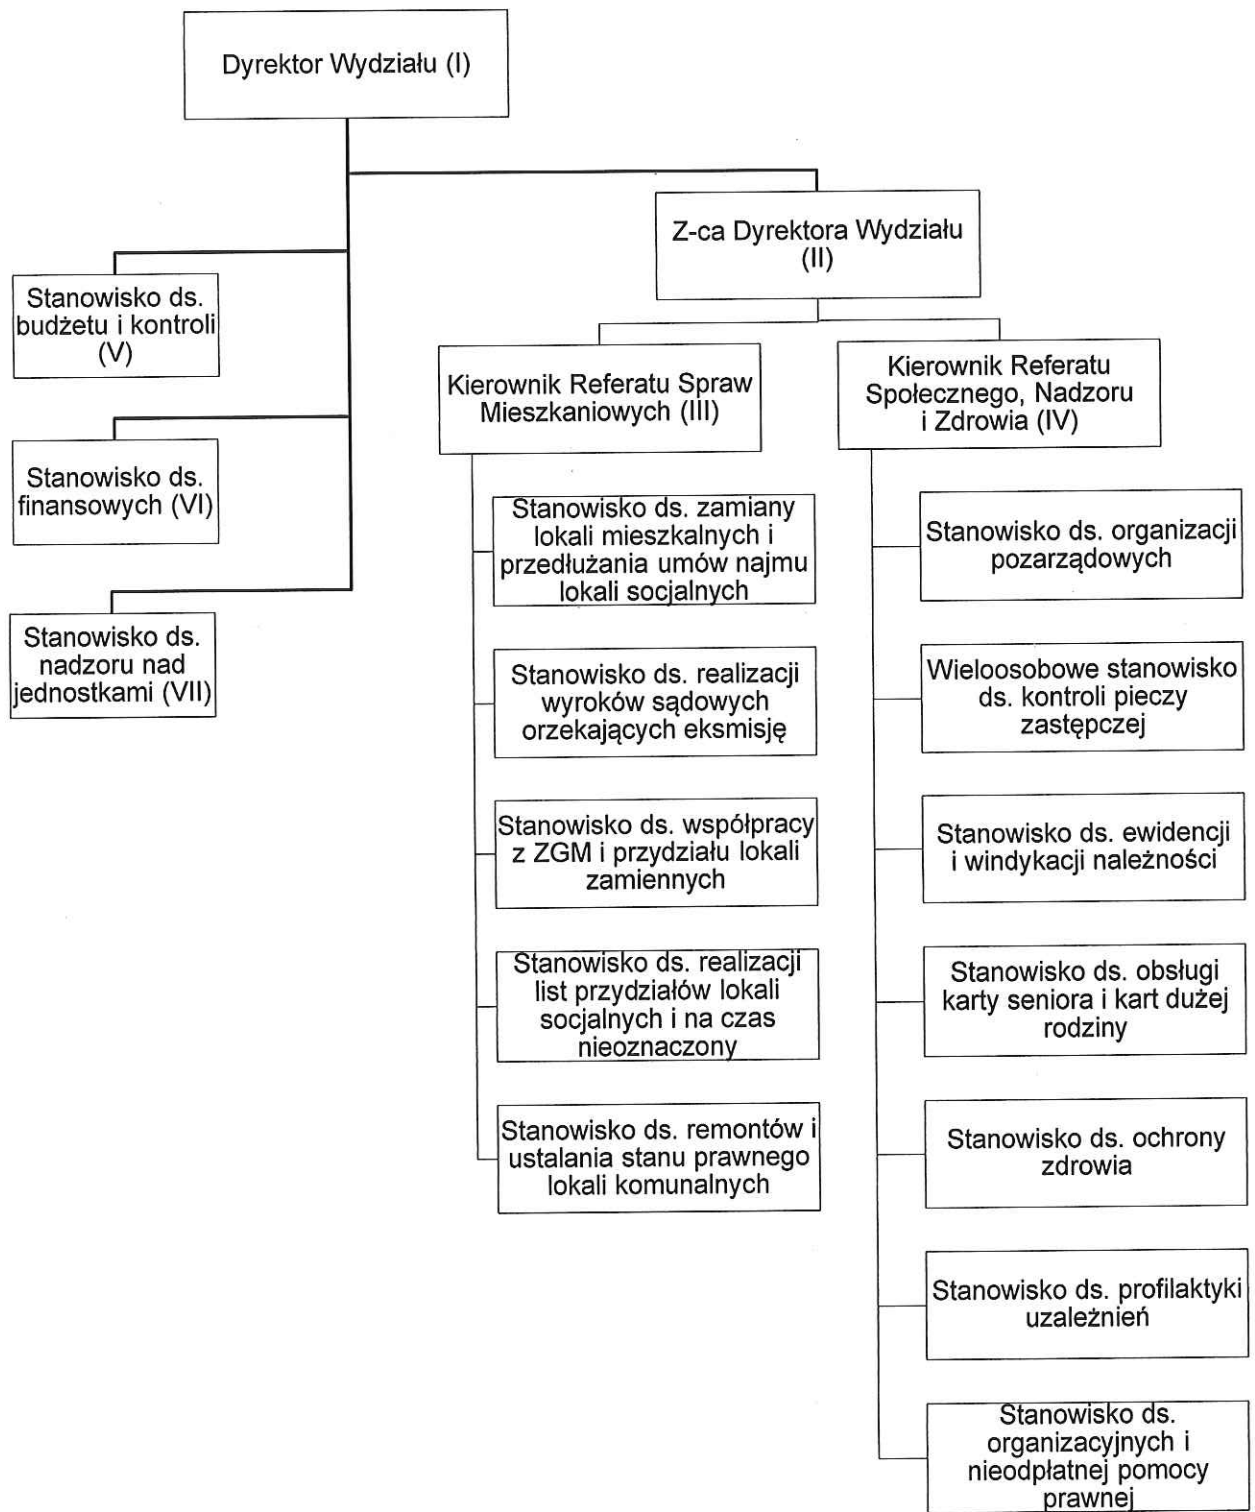 Dyrektor Wydziału (I)
Z-ca Dyrektora Wydziału
(II)
Stanowisko ds.
budżetu i kontroli
(V)
Stanowisko ds.
finansowych (VI)
Stanowisko ds.
nadzoru nad
jednostkami (VII)
Kierownik Referatu Spraw
Mieszkaniowych (III)
Stanowisko ds. zamiany
lokali mieszkalnych i
przedłużania umów najmu
lokali socjalnych
Stanowisko ds. realizacji
wyroków sądowych
orzekających eksmisję
Stanowisko ds. współpracy
z ZGM i przydziału lokali
zamiennych
Stanowisko ds. realizacji
list przydziałów lokali
socjalnych i na czas
nieoznaczony
Stanowisko ds. remontów i
ustalania stanu prawnego
lokali komunalnych
Kierownik Referatu
Społecznego, Nadzoru
i Zdrowia (IV)
Stanowisko ds. organizacji
pozarządowych
Wieloosobowe stanowisko
ds. kontroli pieczy
zastępczej
Stanowisko ds. ewidencji
i windykacji należności
Stanowisko ds. obsługi
karty seniora i kart dużej
rodziny
Stanowisko ds. ochrony
zdrowia
Stanowisko ds. profilaktyki
uzależnień
Stanowisko ds.
organizacyjnych i
nieodpłatnej pomocy
prawnej